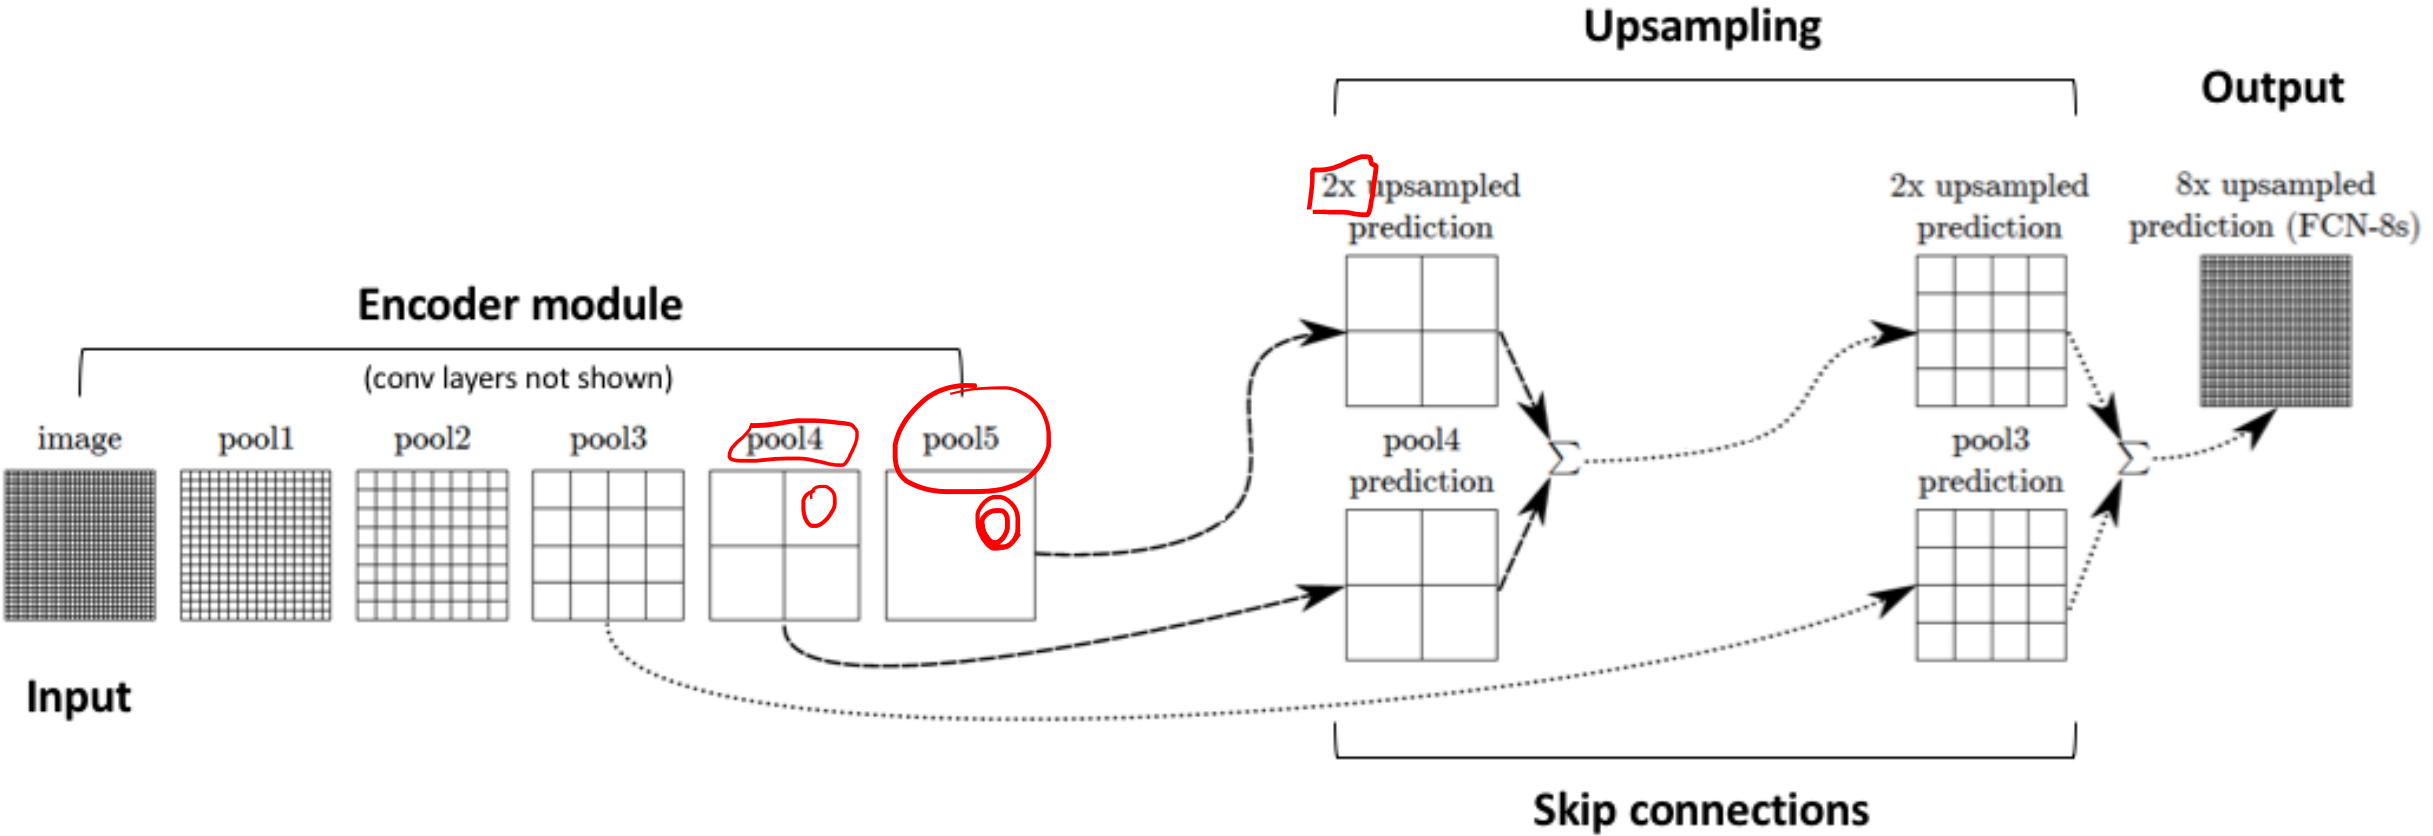 Upsampling
Output
2x upsampled
prediction
2x upsampled
prediction
8x upsampled
prediction (FCN-8s)
Encoder module
(conv layers not shown)
image
pool1
pool2
pool3
pool4
pool5
pool4
prediction
Σ
pool3
prediction
Σ
Input
Skip connections